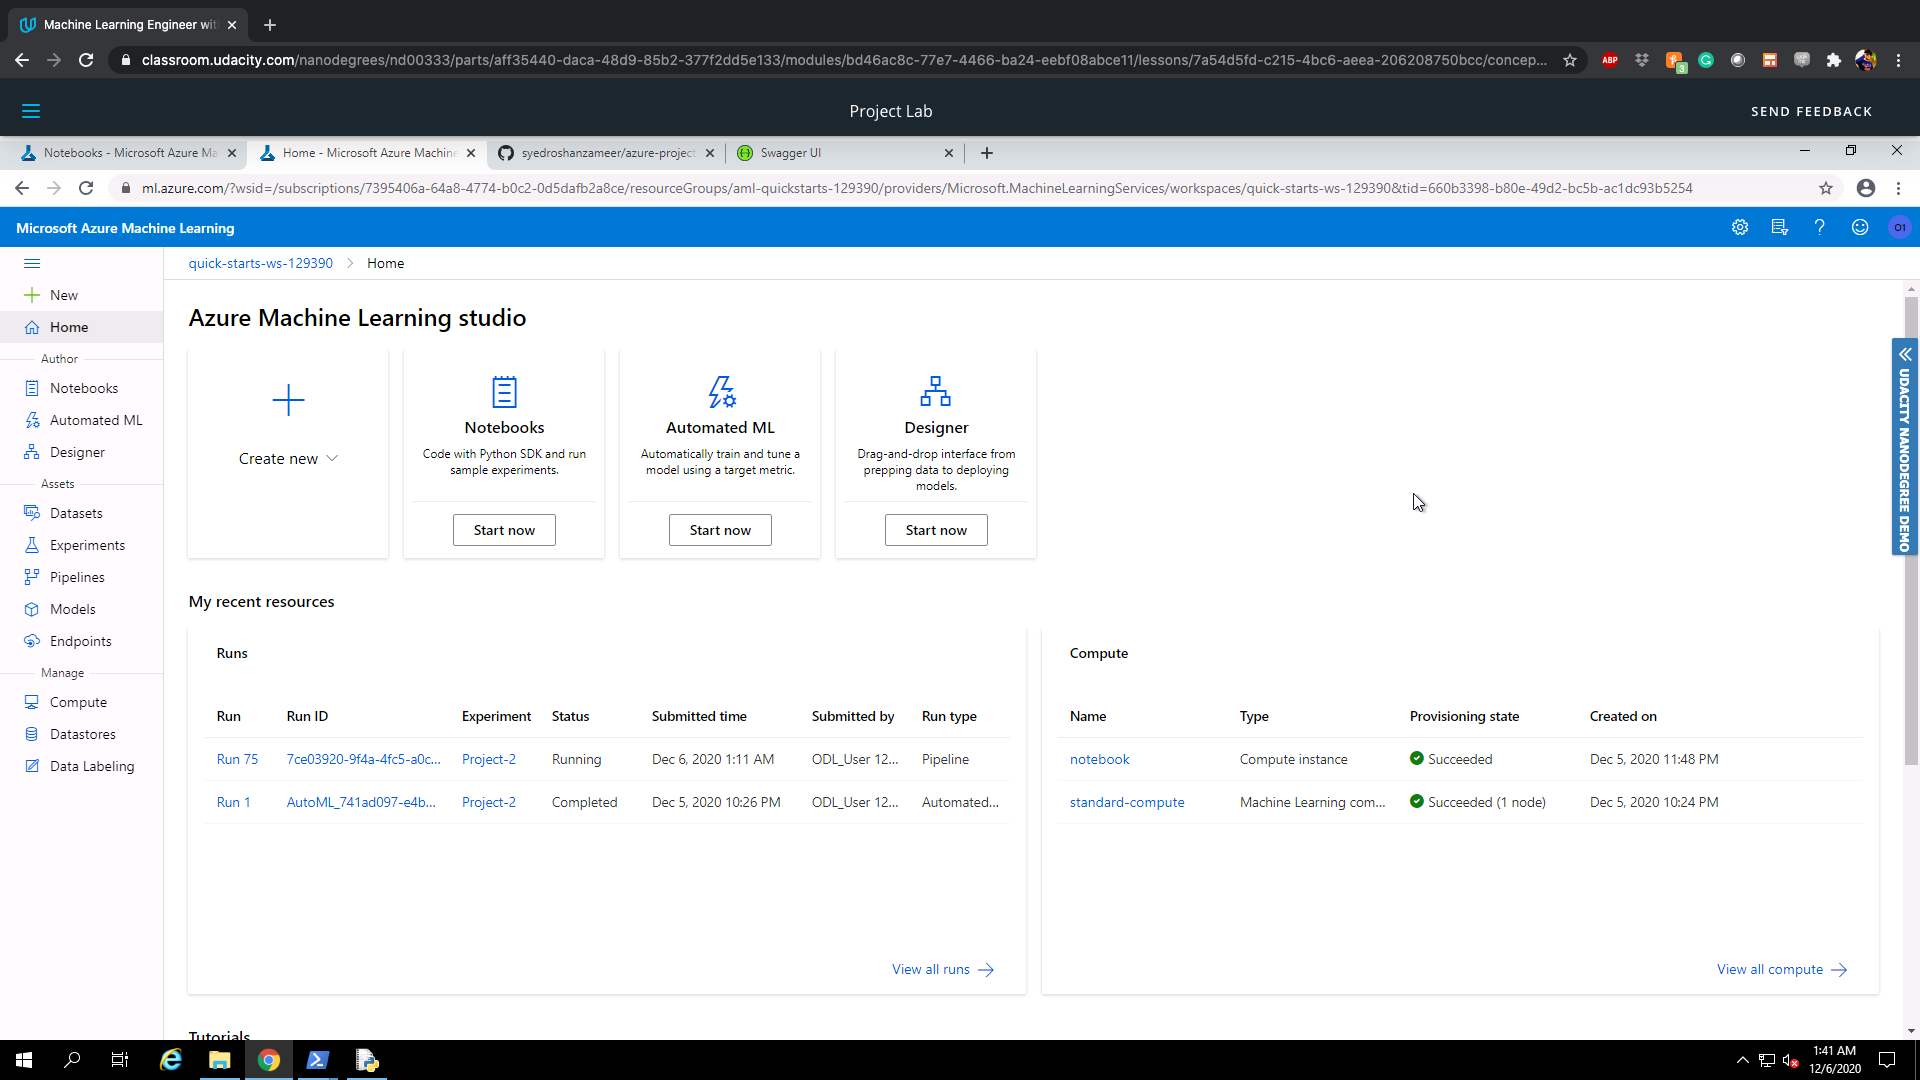 Machine Learning Engineer wit
classroom.udacity.com/nanodegrees/nd00333/parts/aff35440-daca-48d9-85b2-377f2dd5e133/modules/bd46ac8c-77e7-4466-ba24-eebf08abce11/lessons/7a54d5fd-c215-4bc6-aeea-206208750bcc/concep...
ABP
3
Project Lab
SEND FEEDBACK
Notebooks - Microsoft Azure Ma
Home - Microsoft Azure Machine
syedroshanzameer/azure-project
Swagger UI
ml.azure.com/?wsid=/subscriptions/7395406a-64a8-4774-b0c2-0d5dafb2a8ce/resourceGroups/aml-quickstarts-129390/providers/Microsoft.MachineLearningServices/workspaces/quick-starts-ws-129390&tid=660b3398-b80e-49d2-bc5b-ac1dc93b5254
Microsoft Azure Machine Learning
O1
quick-starts-ws-129390 > Home
New
Home
Author
Notebooks
Automated ML
Designer
Assets
Datasets
Experiments
Pipelines
Models
Endpoints
Manage
Compute
Datastores
Data Labeling
Azure Machine Learning studio
Create new
Notebooks
Code with Python SDK and run
sample experiments.
Start now
Automated ML
Automatically train and tune a
model using a target metric.
Start now
Designer
Drag-and-drop interface from
prepping data to deploying
models.
Start now
UDACITY NANODEGREE DEMO
My recent resources
Runs
Run Run ID Experiment Status Submitted time Submitted by Run type
Run 75 7ce03920-9f4a-4fc5-a0c... Project-2 Running Dec 6, 2020 1:11 AM ODL_User 12... Pipeline
Run 1 AutoML_741ad097-e4b... Project-2 Completed Dec 5, 2020 10:26 PM ODL_User 12... Automated...
View all runs
Compute
Name Type Provisioning state Created on
notebook Compute instance Succeeded Dec 5, 2020 11:48 PM
standard-compute Machine Learning com... Succeeded (1 node) Dec 5, 2020 10:24 PM
View all compute
Tutorials
1:41 AM
12/6/2020